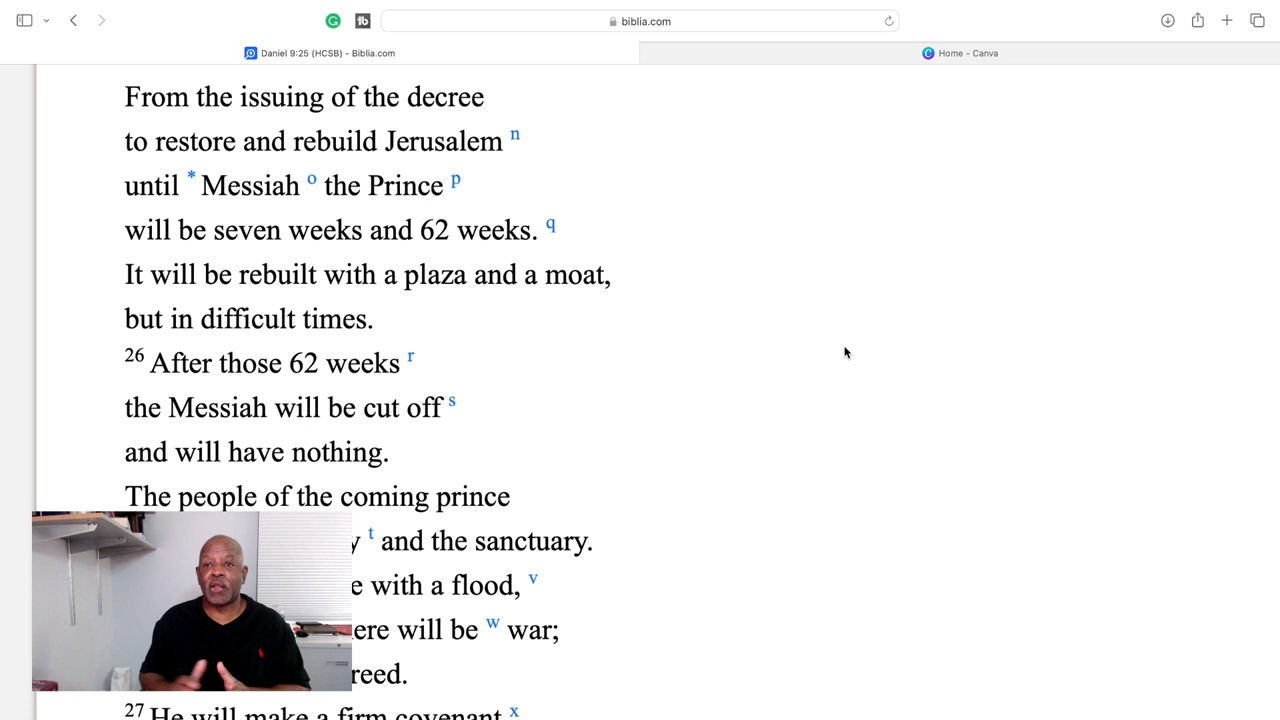 biblia.com
Daniel 9:25 (HCSB) - Biblia.com
Home - Canva
From the issuing of the decree
to restore and rebuild Jerusalem n
until * Messiah o the Prince p
will be seven weeks and 62 weeks. q
It will be rebuilt with a plaza and a moat,
but in difficult times.
26 After those 62 weeks r
the Messiah will be cut off s
and will have nothing.
The people of the coming prince
y t and the sanctuary.
e with a flood, v
ere will be w war;
reed.
27 He will make a firm covenant x